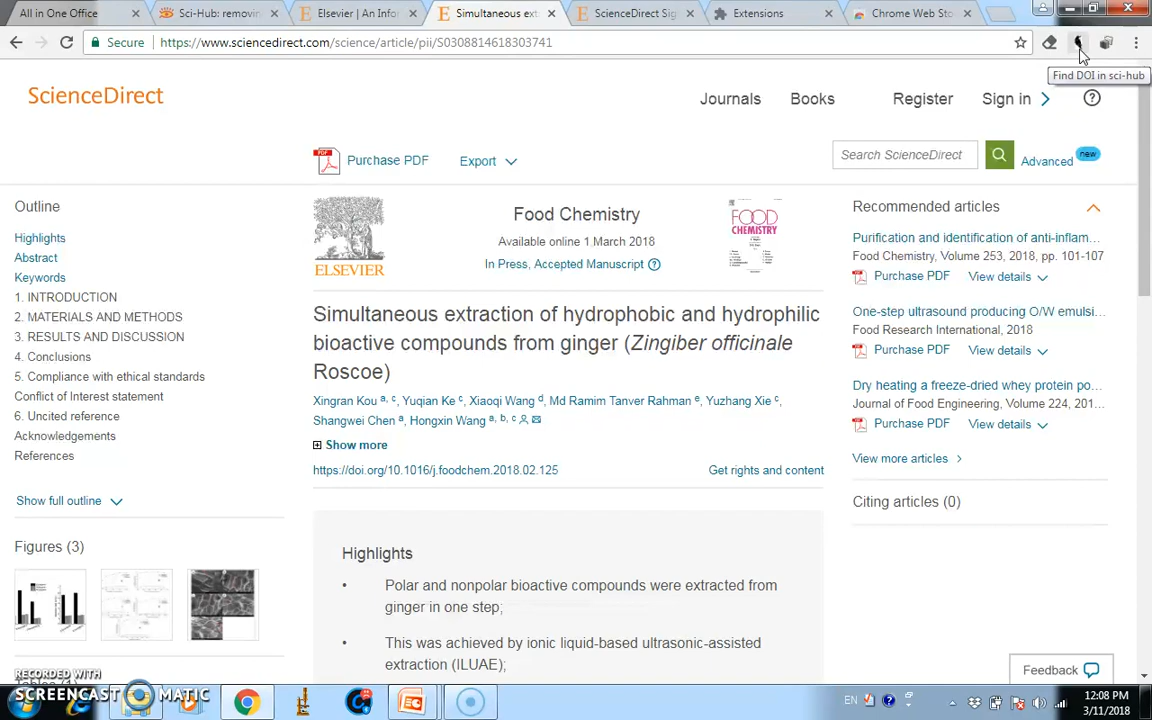 All in One Office
Sci-Hub: removin
Elsevier | An Infor
Simultaneous ext
ScienceDirect Sig
Extensions
Chrome Web Sto
Secure
https://www.sciencedirect.com/science/article/pii/S0308814618303741
Find DOI in sci-hub
ScienceDirect
Journals
Books
Register
Sign in
Purchase PDF
Export
Search ScienceDirect
Advanced
new
Outline
Highlights
Abstract
Keywords
1. INTRODUCTION
2. MATERIALS AND METHODS
3. RESULTS AND DISCUSSION
4. Conclusions
5. Compliance with ethical standards
Conflict of Interest statement
6. Uncited reference
Acknowledgements
References
Show full outline
Figures (3)
ELSEVIER
Food Chemistry
Available online 1 March 2018
In Press, Accepted Manuscript
FOOD
CHEMISTRY
Simultaneous extraction of hydrophobic and hydrophilic
bioactive compounds from ginger (Zingiber officinale
Roscoe)
Xingran Kou a, c, Yuqian Ke c, Xiaoqi Wang d, Md Ramim Tanver Rahman e, Yuzhang Xie c,
Shangwei Chen a, Hongxin Wang a, b, c
Show more
https://doi.org/10.1016/j.foodchem.2018.02.125
Get rights and content
Highlights
• Polar and nonpolar bioactive compounds were extracted from
ginger in one step;
• This was achieved by ionic liquid-based ultrasonic-assisted
extraction (ILUAE);
Recommended articles
Purification and identification of anti-inflam...
Food Chemistry, Volume 253, 2018, pp. 101-107
Purchase PDF
View details
One-step ultrasound producing O/W emulsi...
Food Research International, 2018
Purchase PDF
View details
Dry heating a freeze-dried whey protein po...
Journal of Food Engineering, Volume 224, 201...
Purchase PDF
View details
View more articles
Citing articles (0)
Feedback
RECORDED WITH
SCREENCAST MATIC
EN
12:08 PM
3/11/2018